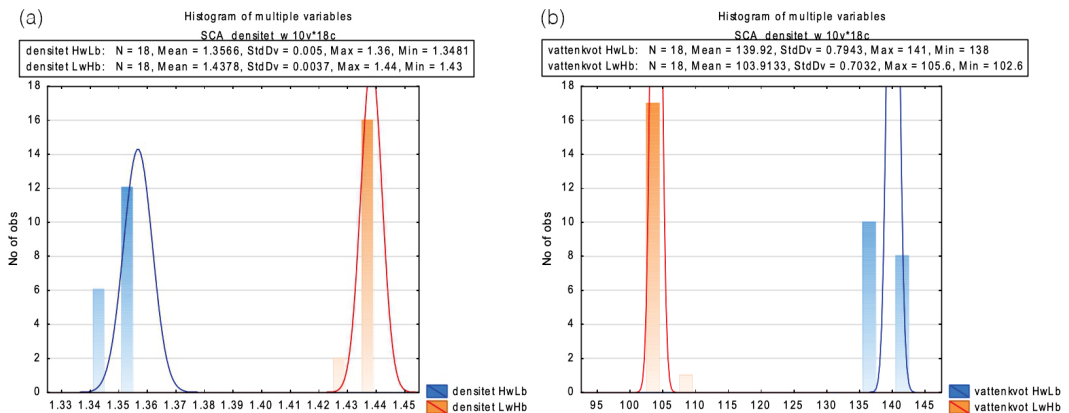 (a)
Histogram of multiple variables
SCA densitet w 10v*18c
densitet HwLb: N = 18, Mean = 1.3566, StdDv = 0.005, Max = 1.36, Min = 1.3481
densitet LwHb: N = 18, Mean = 1.4378, StdDv = 0.0037, Max = 1.44, Min = 1.43
18
16
14
12
10
8
6
4
2
0
No of obs
1.33 1.34 1.35 1.36 1.37 1.38 1.39 1.40 1.41 1.42 1.43 1.44 1.45
densitet HwLb
densitet LwHb
(b)
Histogram of multiple variables
SCA densitet w 10v*18c
vattenkvot HwLb: N = 18, Mean = 139.92, StdDv = 0.7943, Max = 141, Min = 138
vattenkvot LwHb: N = 18, Mean = 103.9133, StdDv = 0.7032, Max = 105.6, Min = 102.6
18
16
14
12
10
8
6
4
2
0
No of obs
95 100 105 110 115 120 125 130 135 140 145
vattenkvot HwLb
vattenkvot LwHb